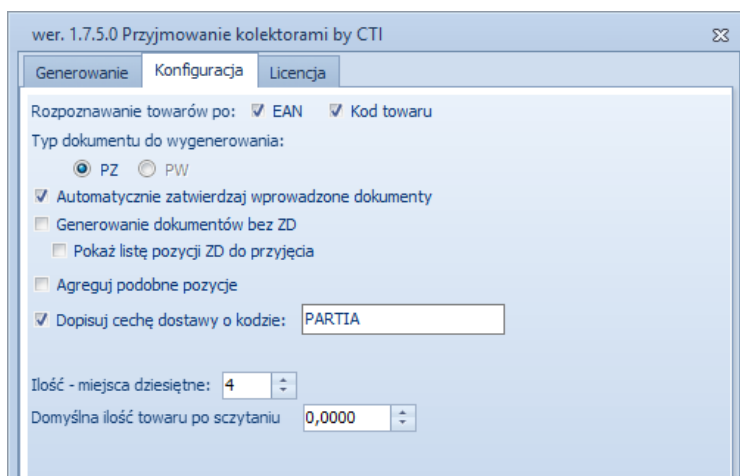 wer. 1.7.5.0 Przyjmowanie kolektorami by CTI
Generowanie Konfiguracja Licencja
Rozpoznawanie towarów po: EAN Kod towaru
Typ dokumentu do wygenerowania:
PZ PW
Automatycznie zatwierdzaj wprowadzone dokumenty
Generowanie dokumentów bez ZD
Pokaż listę pozycji ZD do przyjęcia
Agreguj podobne pozycje
Dopisuj cechę dostawy o kodzie: PARTIA
Ilość - miejsca dziesiętne: 4
Domyślna ilość towaru po sczytaniu 0,0000